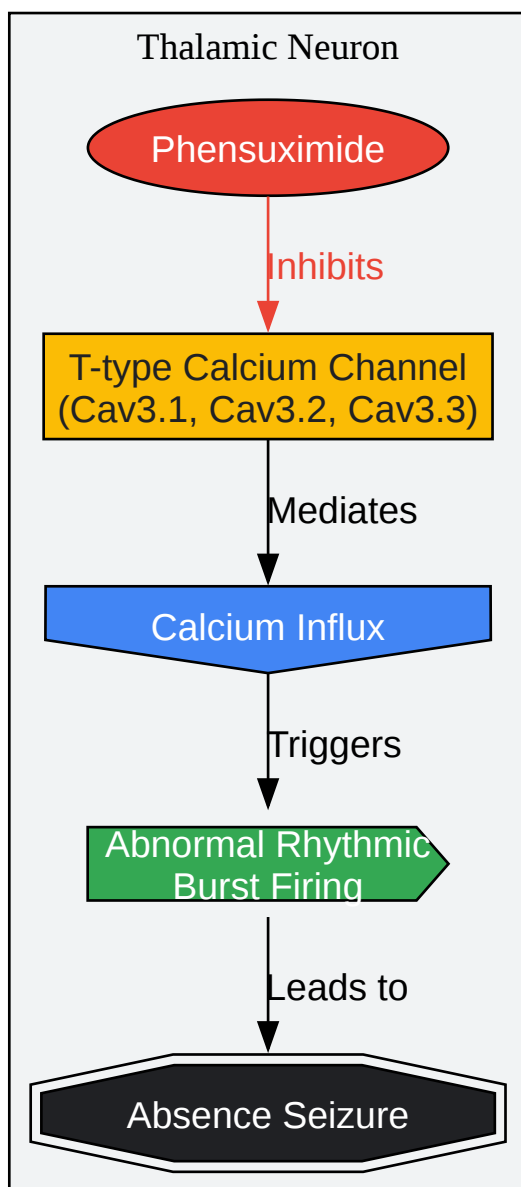 Thalamic Neuron
Phensuximide
Inhibits
T-type Calcium Channel
(Cav3.1, Cav3.2, Cav3.3)
Mediates
Calcium Influx
Triggers
Abnormal Rhythmic
Burst Firing
Leads to
Absence Seizure